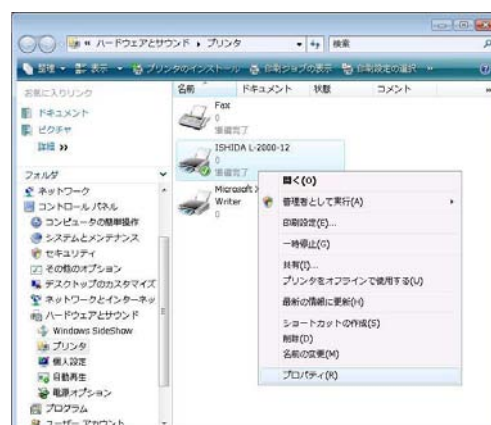 « ハードウェアとサウンド ▸ プリンタ
検索
整理 表示 プリンタのインストール 印刷ジョブの表示 印刷設定の選択 »
お気に入りリンク
ドキュメント
ピクチャ
詳細 »
フォルダ
ネットワーク
コントロール パネル
コンピュータの簡単操作
システムとメンテナンス
セキュリティ
その他のオプション
デスクトップのカスタマイズ
ネットワークとインターネッ
ハードウェアとサウンド
Windows SideShow
プリンタ
個人設定
自動再生
電源オプション
プログラム
ユーザー アカウント
名前 ドキュメント 状態 コメント »
Fax
0
準備完了
ISHIDA L-2000-12
0
準備完了
Microsoft X
Writer
0
開く(O)
管理者として実行(A)
印刷設定(E)...
一時停止(G)
共有(I)...
プリンタをオフラインで使用する(U)
最新の情報に更新(H)
ショートカットの作成(S)
削除(D)
名前の変更(M)
プロパティ(R)